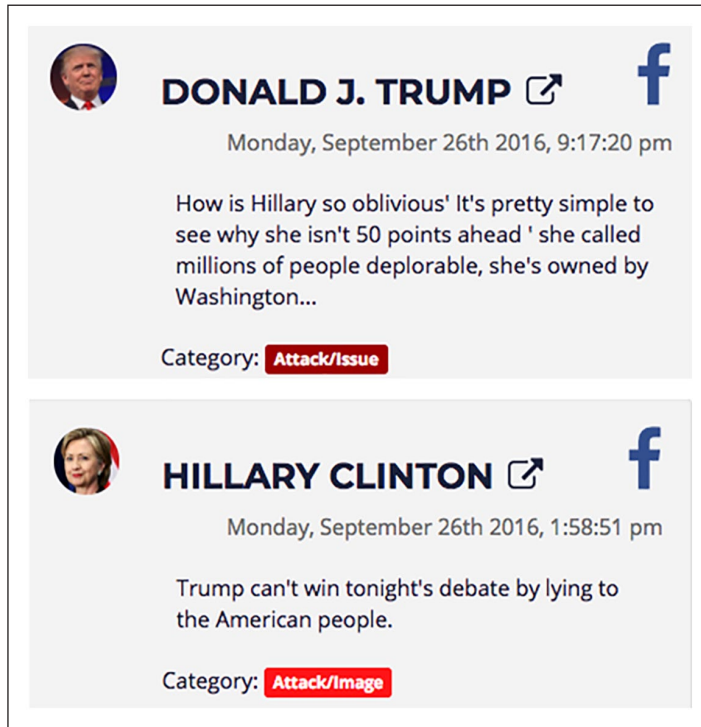 DONALD J. TRUMP
Monday, September 26th 2016, 9:17:20 pm
How is Hillary so oblivious' It's pretty simple to
see why she isn't 50 points ahead ' she called
millions of people deplorable, she's owned by
Washington...
Category: Attack/Issue
HILLARY CLINTON
Monday, September 26th 2016, 1:58:51 pm
Trump can't win tonight's debate by lying to
the American people.
Category: Attack/Image